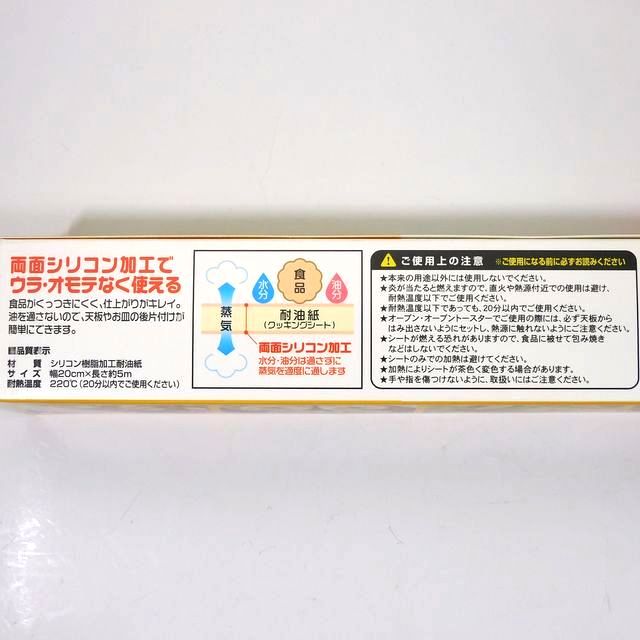 両面シリコン加工で
ウラ・オモテなく使える
食品がくっつきにくく、仕上がりがキレイ。
油を通さないので、天板やお皿の後片付けが
簡単にできます。
■品質表示
材 質 シリコン樹脂加工耐油紙
サイズ 幅20cm×長さ約5m
耐熱温度 220℃(20分以内でご使用ください)
水分
食品
油分
蒸気
耐油紙
(クッキングシート)
両面シリコン加工
水分・油分は通さずに
蒸気を適度に通します
ご使用上の注意 ※ご使用になる前に必ずお読みください
★本来の用途以外には使用しないでください。
★炎が当たると燃えますので、直火や熱源付近での使用は避け、
耐熱温度以下でご使用ください。
★耐熱温度以下であっても、20分以内でご使用ください。
★オーブン・オーブントースターでご使用の際には、必ず天板から
はみ出さないようにセットし、熱源に触れないようにご注意ください。
★シートが燃える恐れがありますので、食品に被せて包み焼き
などはしないでください。
★シートのみでの加熱は避けてください。
★加熱によりシートが茶色く変色する場合があります。
★手や指を傷つけないように、取扱いにはご注意ください。